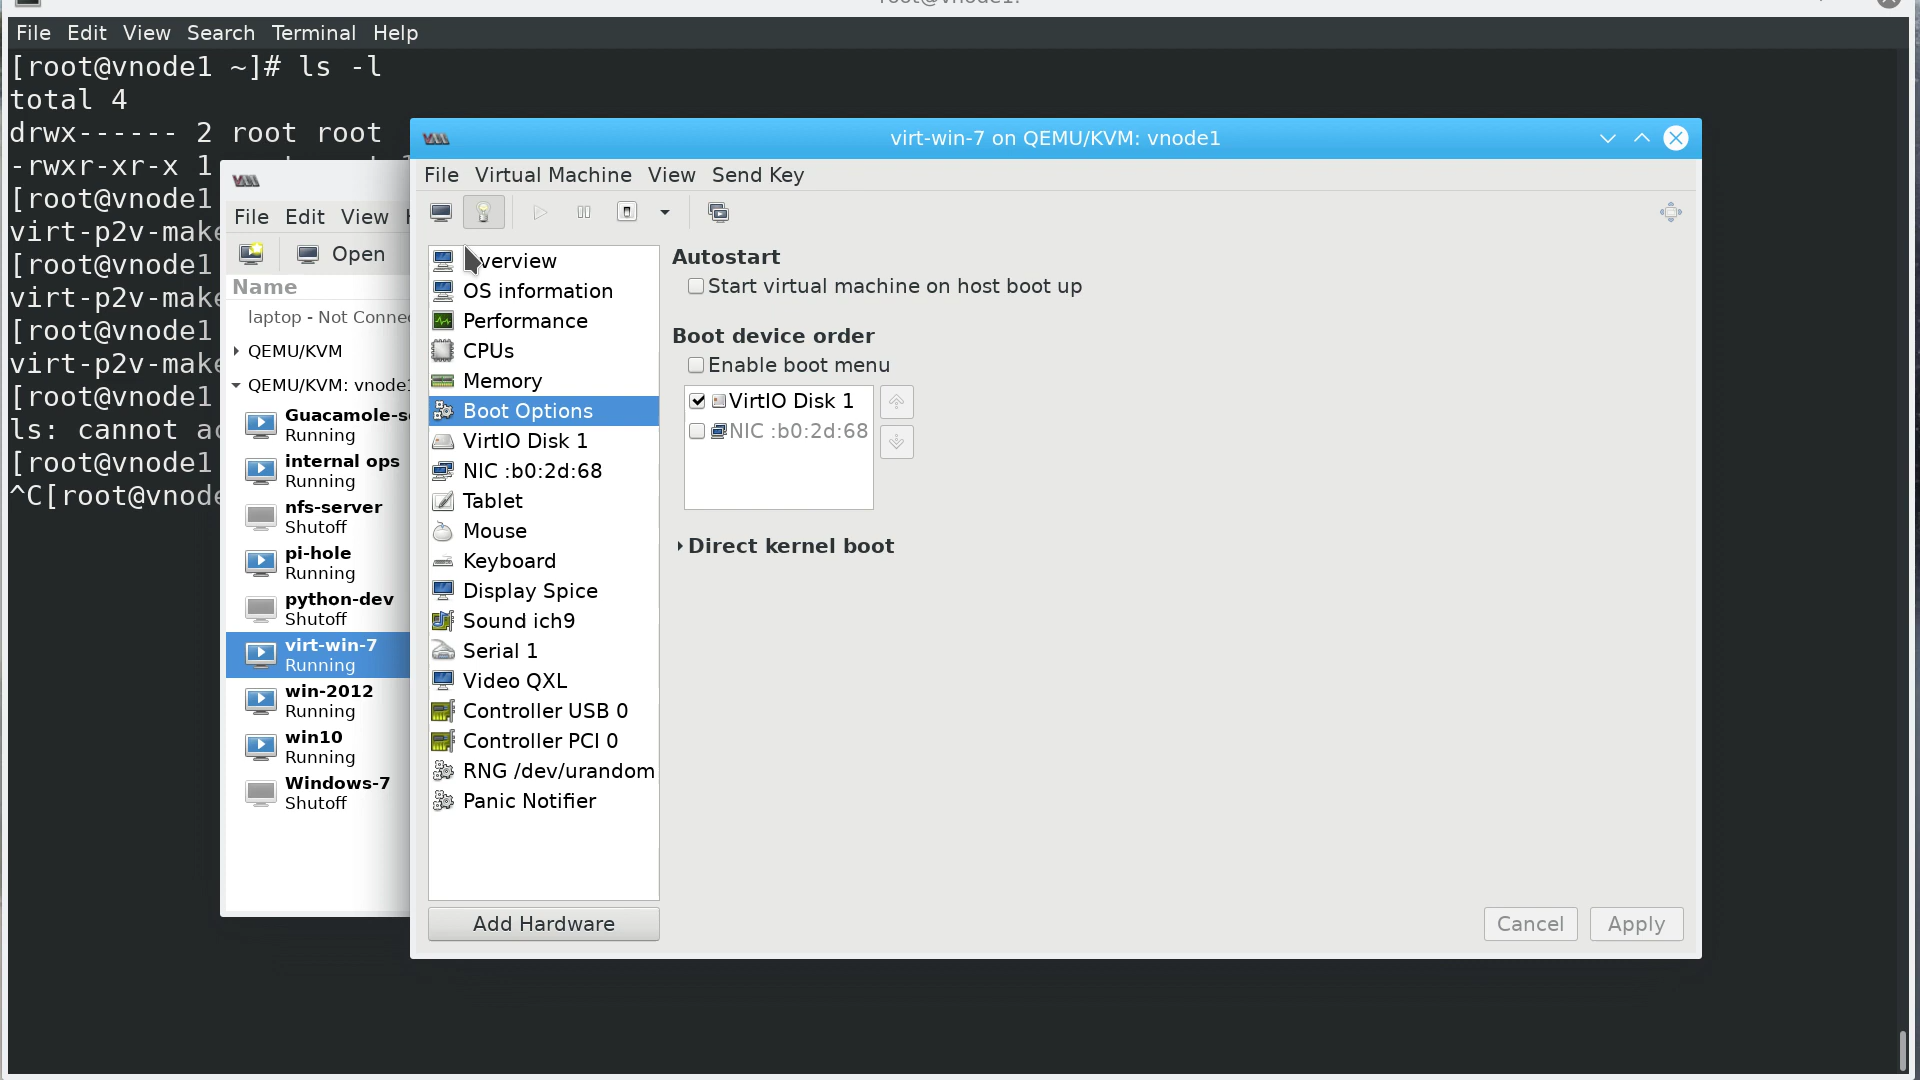 File Edit View Search Terminal Help
[root@vnode1 ~]# ls -l
total 4
drwx------ 2 root root
-rwxr-xr-x 1
[root@vnode1
virt-p2v-make
[root@vnode1
virt-p2v-make
[root@vnode1
virt-p2v-make
[root@vnode1
ls: cannot ac
[root@vnode1
^C[root@vnode
File Edit View
Open
Name
laptop - Not Conne
QEMU/KVM
QEMU/KVM: vnode1
Guacamole-s
Running
internal ops
Running
nfs-server
Shutoff
pi-hole
Running
python-dev
Shutoff
virt-win-7
Running
win-2012
Running
win10
Running
Windows-7
Shutoff
virt-win-7 on QEMU/KVM: vnode1
File Virtual Machine View Send Key
verview
OS information
Performance
CPUs
Memory
Boot Options
VirtIO Disk 1
NIC :b0:2d:68
Tablet
Mouse
Keyboard
Display Spice
Sound ich9
Serial 1
Video QXL
Controller USB 0
Controller PCI 0
RNG /dev/urandom
Panic Notifier
Add Hardware
Autostart
Start virtual machine on host boot up
Boot device order
Enable boot menu
VirtIO Disk 1
NIC :b0:2d:68
Direct kernel boot
Cancel Apply